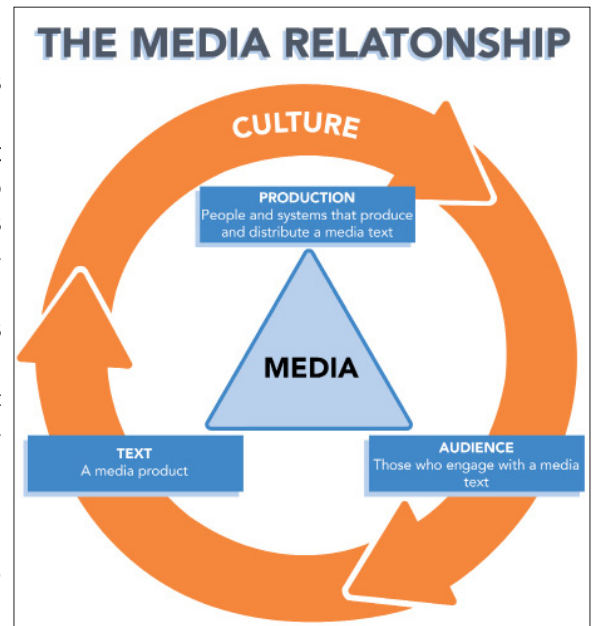 THE MEDIA RELATONSHIP
CULTURE
PRODUCTION
People and systems that produce
and distribute a media text
MEDIA
TEXT
A media product
AUDIENCE
Those who engage with a media
text